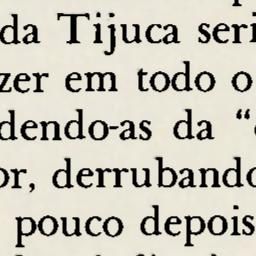 da Tijuca seri
zer em todo o
dendo-as da “
or, derrubando
pouco depois